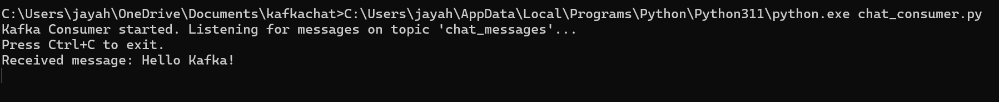 C:\Users\jayah\OneDrive\Documents\kafkachat>C:\Users\jayah\AppData\Local\Programs\Python\Python311\python.exe chat_consumer.py
Kafka Consumer started. Listening for messages on topic 'chat_messages'...
Press Ctrl+C to exit.
Received message: Hello Kafka!